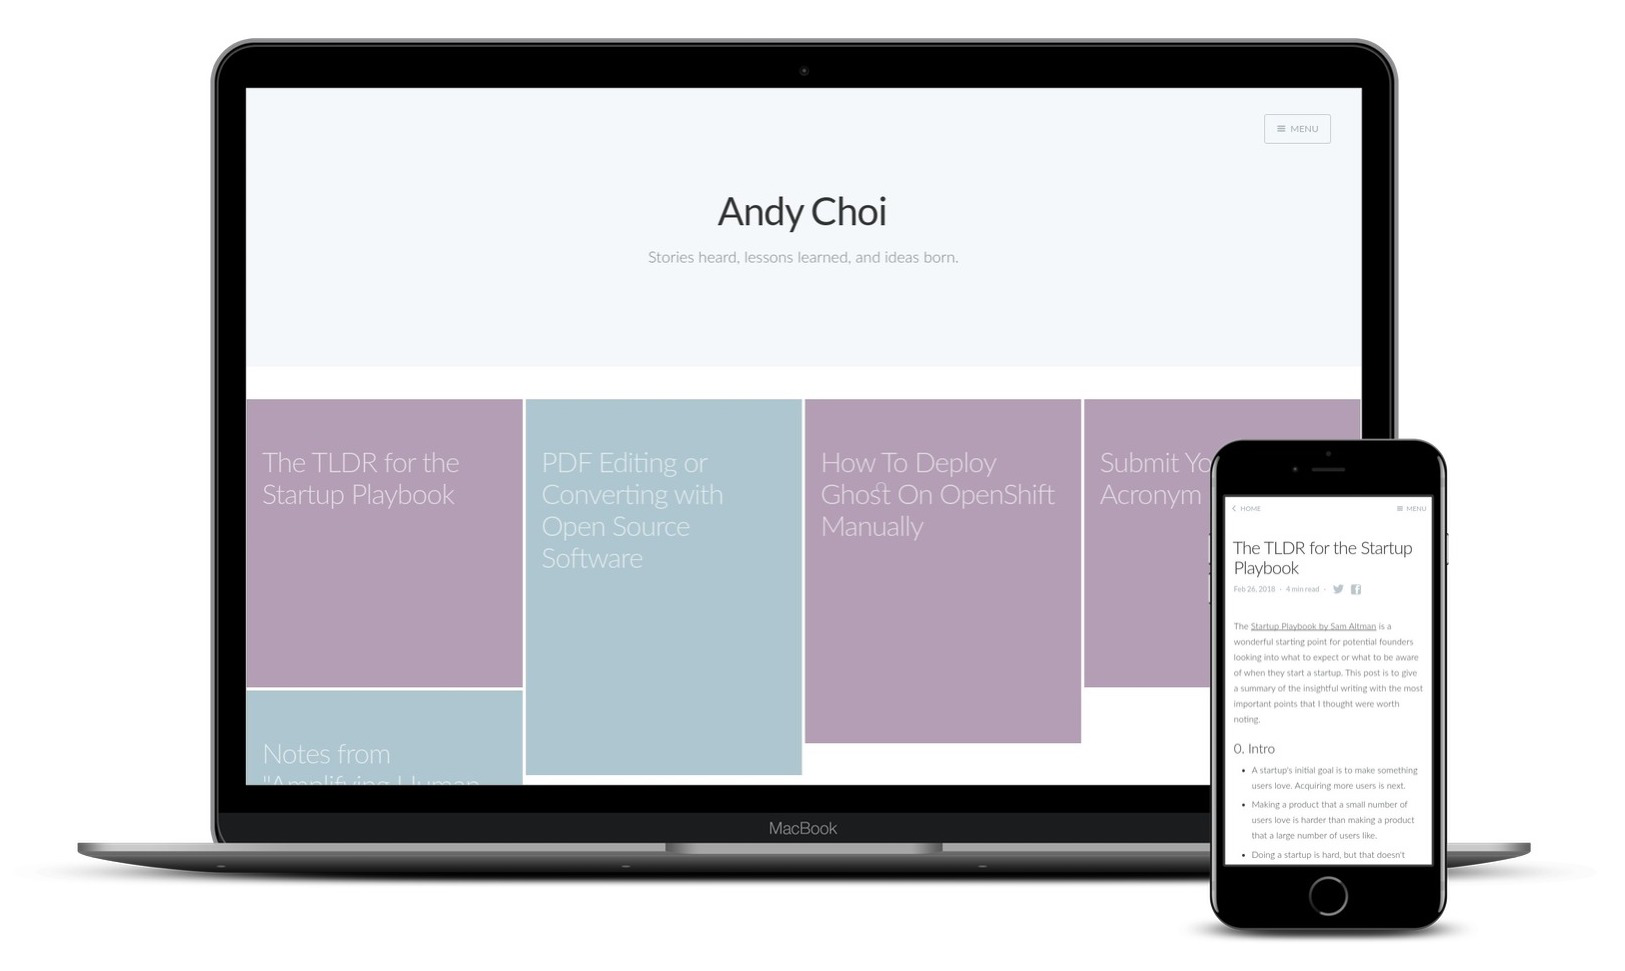 MENU
Andy Choi
Stories heard, lessons learned, and ideas born.
The TLDR for the
Startup Playbook
PDF Editing or
Converting with
Open Source
Software
How To Deploy
Ghost On OpenShift
Manually
Submit Yo
Acronym
Notes from
"Amplifying Human
MacBook
HOME
MENU
The TLDR for the Startup
Playbook
Feb 26, 2018 · 4 min read ·
The Startup Playbook by Sam Altman is a
wonderful starting point for potential founders
looking into what to expect or what to be aware
of when they start a startup. This post is to give
a summary of the insightful writing with the most
important points that I thought were worth
noting.
0. Intro
• A startup's initial goal is to make something
users love. Acquiring more users is next.
• Making a product that a small number of
users love is harder than making a product
that a large number of users like.
• Doing a startup is hard, but that doesn't